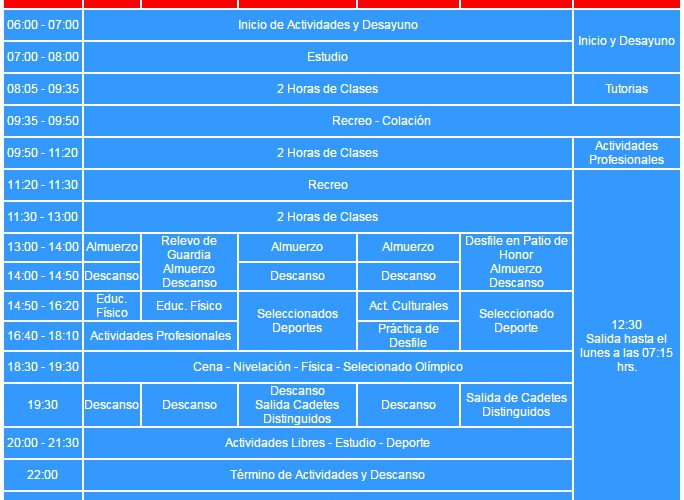 06:00 - 07:00 Inicio de Actividades y Desayuno
Inicio y Desayuno
07:00 - 08:00 Estudio
08:05 - 09:35 2 Horas de Clases Tutorias
09:35 - 09:50 Recreo - Colación
09:50 - 11:20 2 Horas de Clases
Actividades
Profesionales
11:20 - 11:30 Recreo
11:30 - 13:00 2 Horas de Clases
13:00 - 14:00 Almuerzo
Relevo de
Guardia
Almuerzo
Descanso
Almuerzo
Almuerzo
Desfile en Patio de
Honor
Almuerzo
Descanso
14:00 - 14:50 Descanso Descanso Descanso
14:50 - 16:20
Educ.
Físico
Educ. Físico
Seleccionados
Deportes
Act. Culturales
Seleccionado
Deporte
16:40 - 18:10 Actividades Profesionales
Práctica de
Desfile
12:30
Salida hasta el
lunes a las 07:15
hrs.
18:30 - 19:30 Cena - Nivelación - Física - Selecionado Olímpico
19:30 Descanso Descanso
Descanso
Salida Cadetes
Distinguidos
Descanso
Salida de Cadetes
Distinguidos
20:00 - 21:30 Actividades Libres - Estudio - Deporte
22:00 Término de Actividades y Descanso